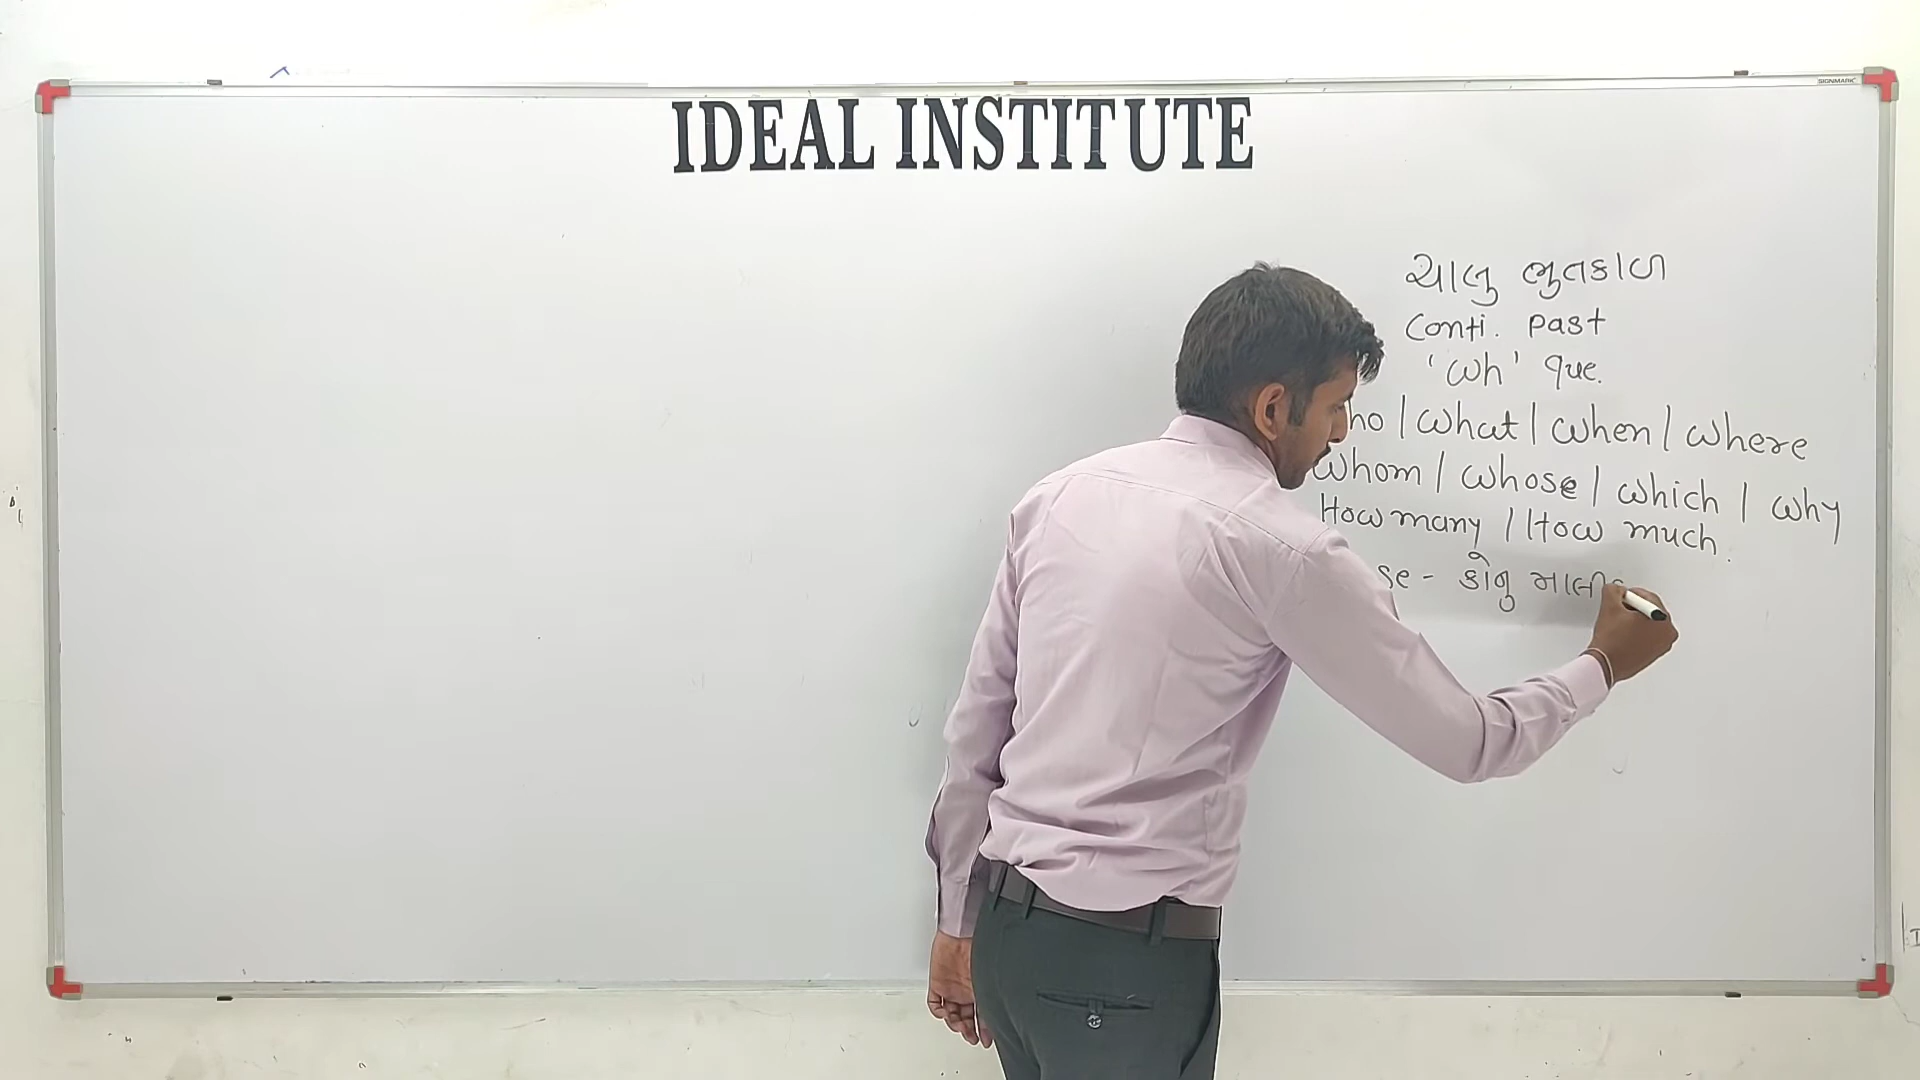 SIGNMARK
IDEAL INSTITUTE
ચાલુ ભુતકાળ
Conti. Past
'Wh' que.
ho | What | When | Where
Whom | Whose | Which | Why
How many | How much.
se - કોનુ